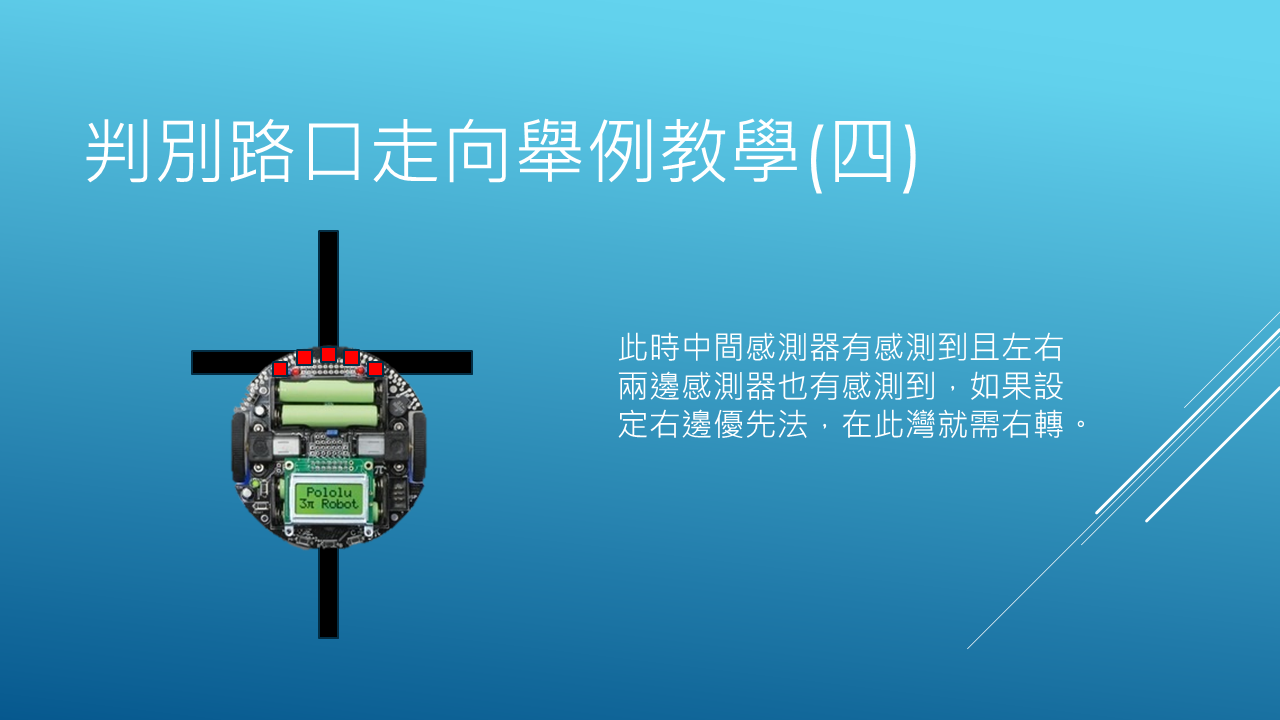 判別路口走向舉例教學(四)
此時中間感測器有感測到且左右
兩邊感測器也有感測到，如果設
定右邊優先法，在此灣就需右轉。
Pololu
3π Robot